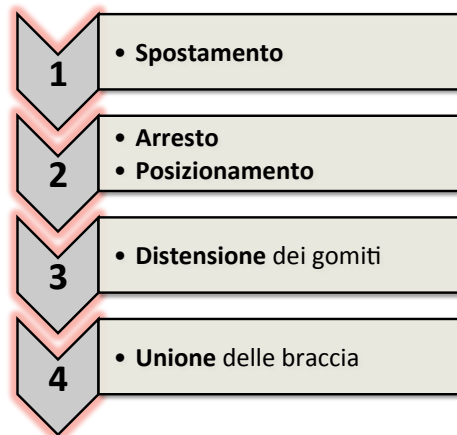 1
• Spostamento
2
• Arresto
• Posizionamento
3
• Distensione dei gomiti
4
• Unione delle braccia